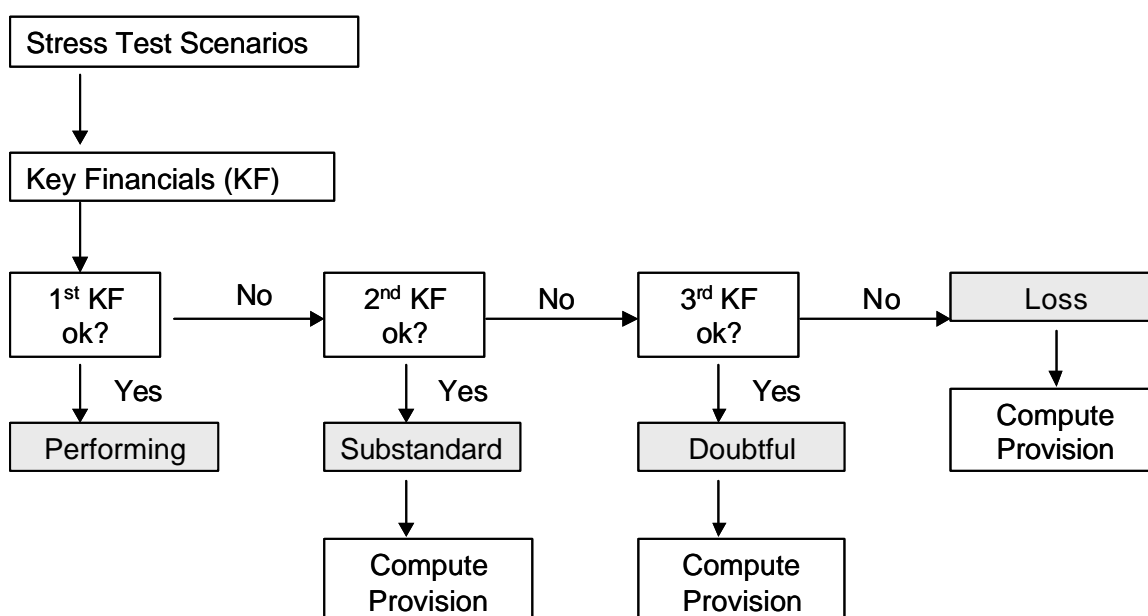 Stress Test Scenarios
Key Financials (KF)
1st KF
ok?
No
2nd KF
ok?
No
3rd KF
ok?
No
Loss
Yes
Yes
Yes
Compute
Provision
Performing
Substandard
Doubtful
Compute
Provision
Compute
Provision